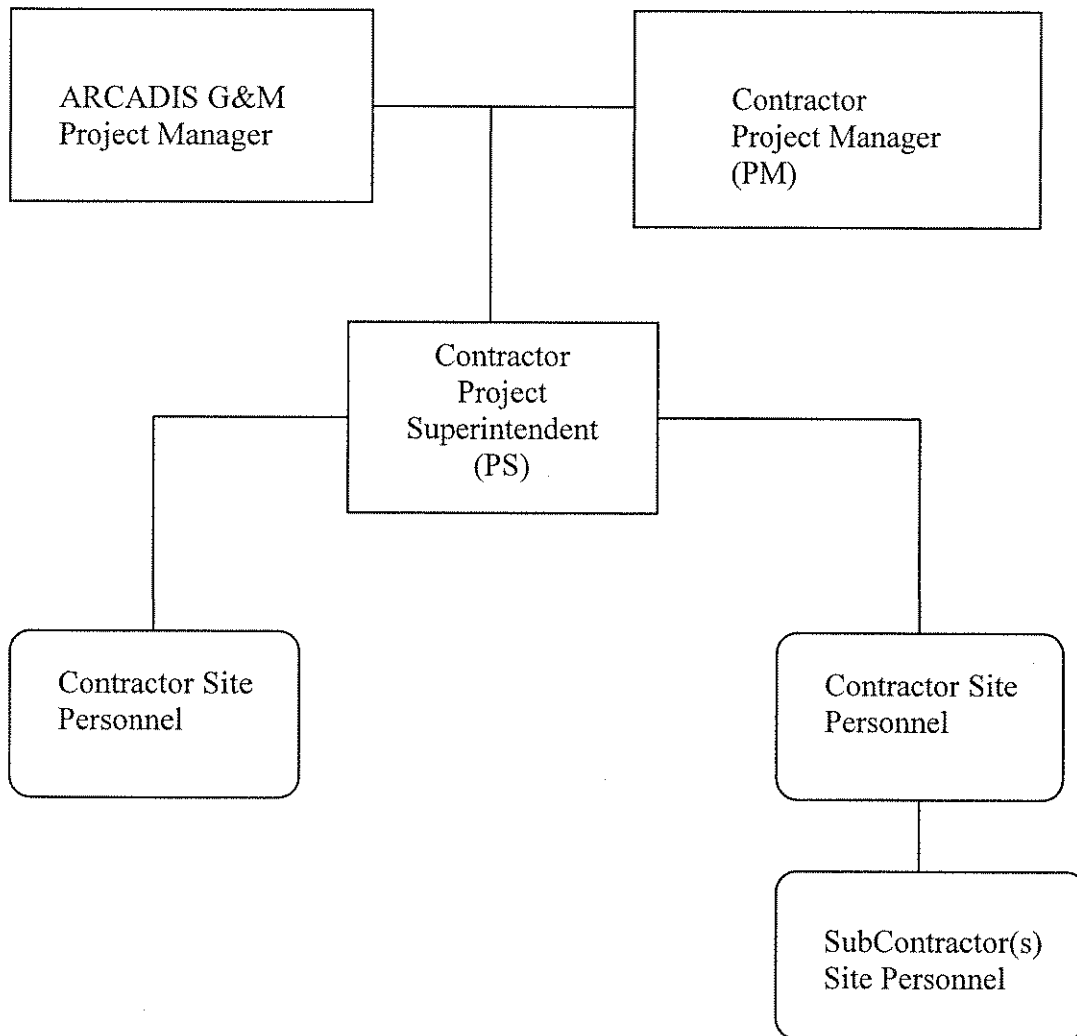 ARCADIS G&M
Project Manager
Contractor
Project Manager
(PM)
Contractor
Project
Superintendent
(PS)
Contractor Site
Personnel
Contractor Site
Personnel
SubContractor(s)
Site Personnel